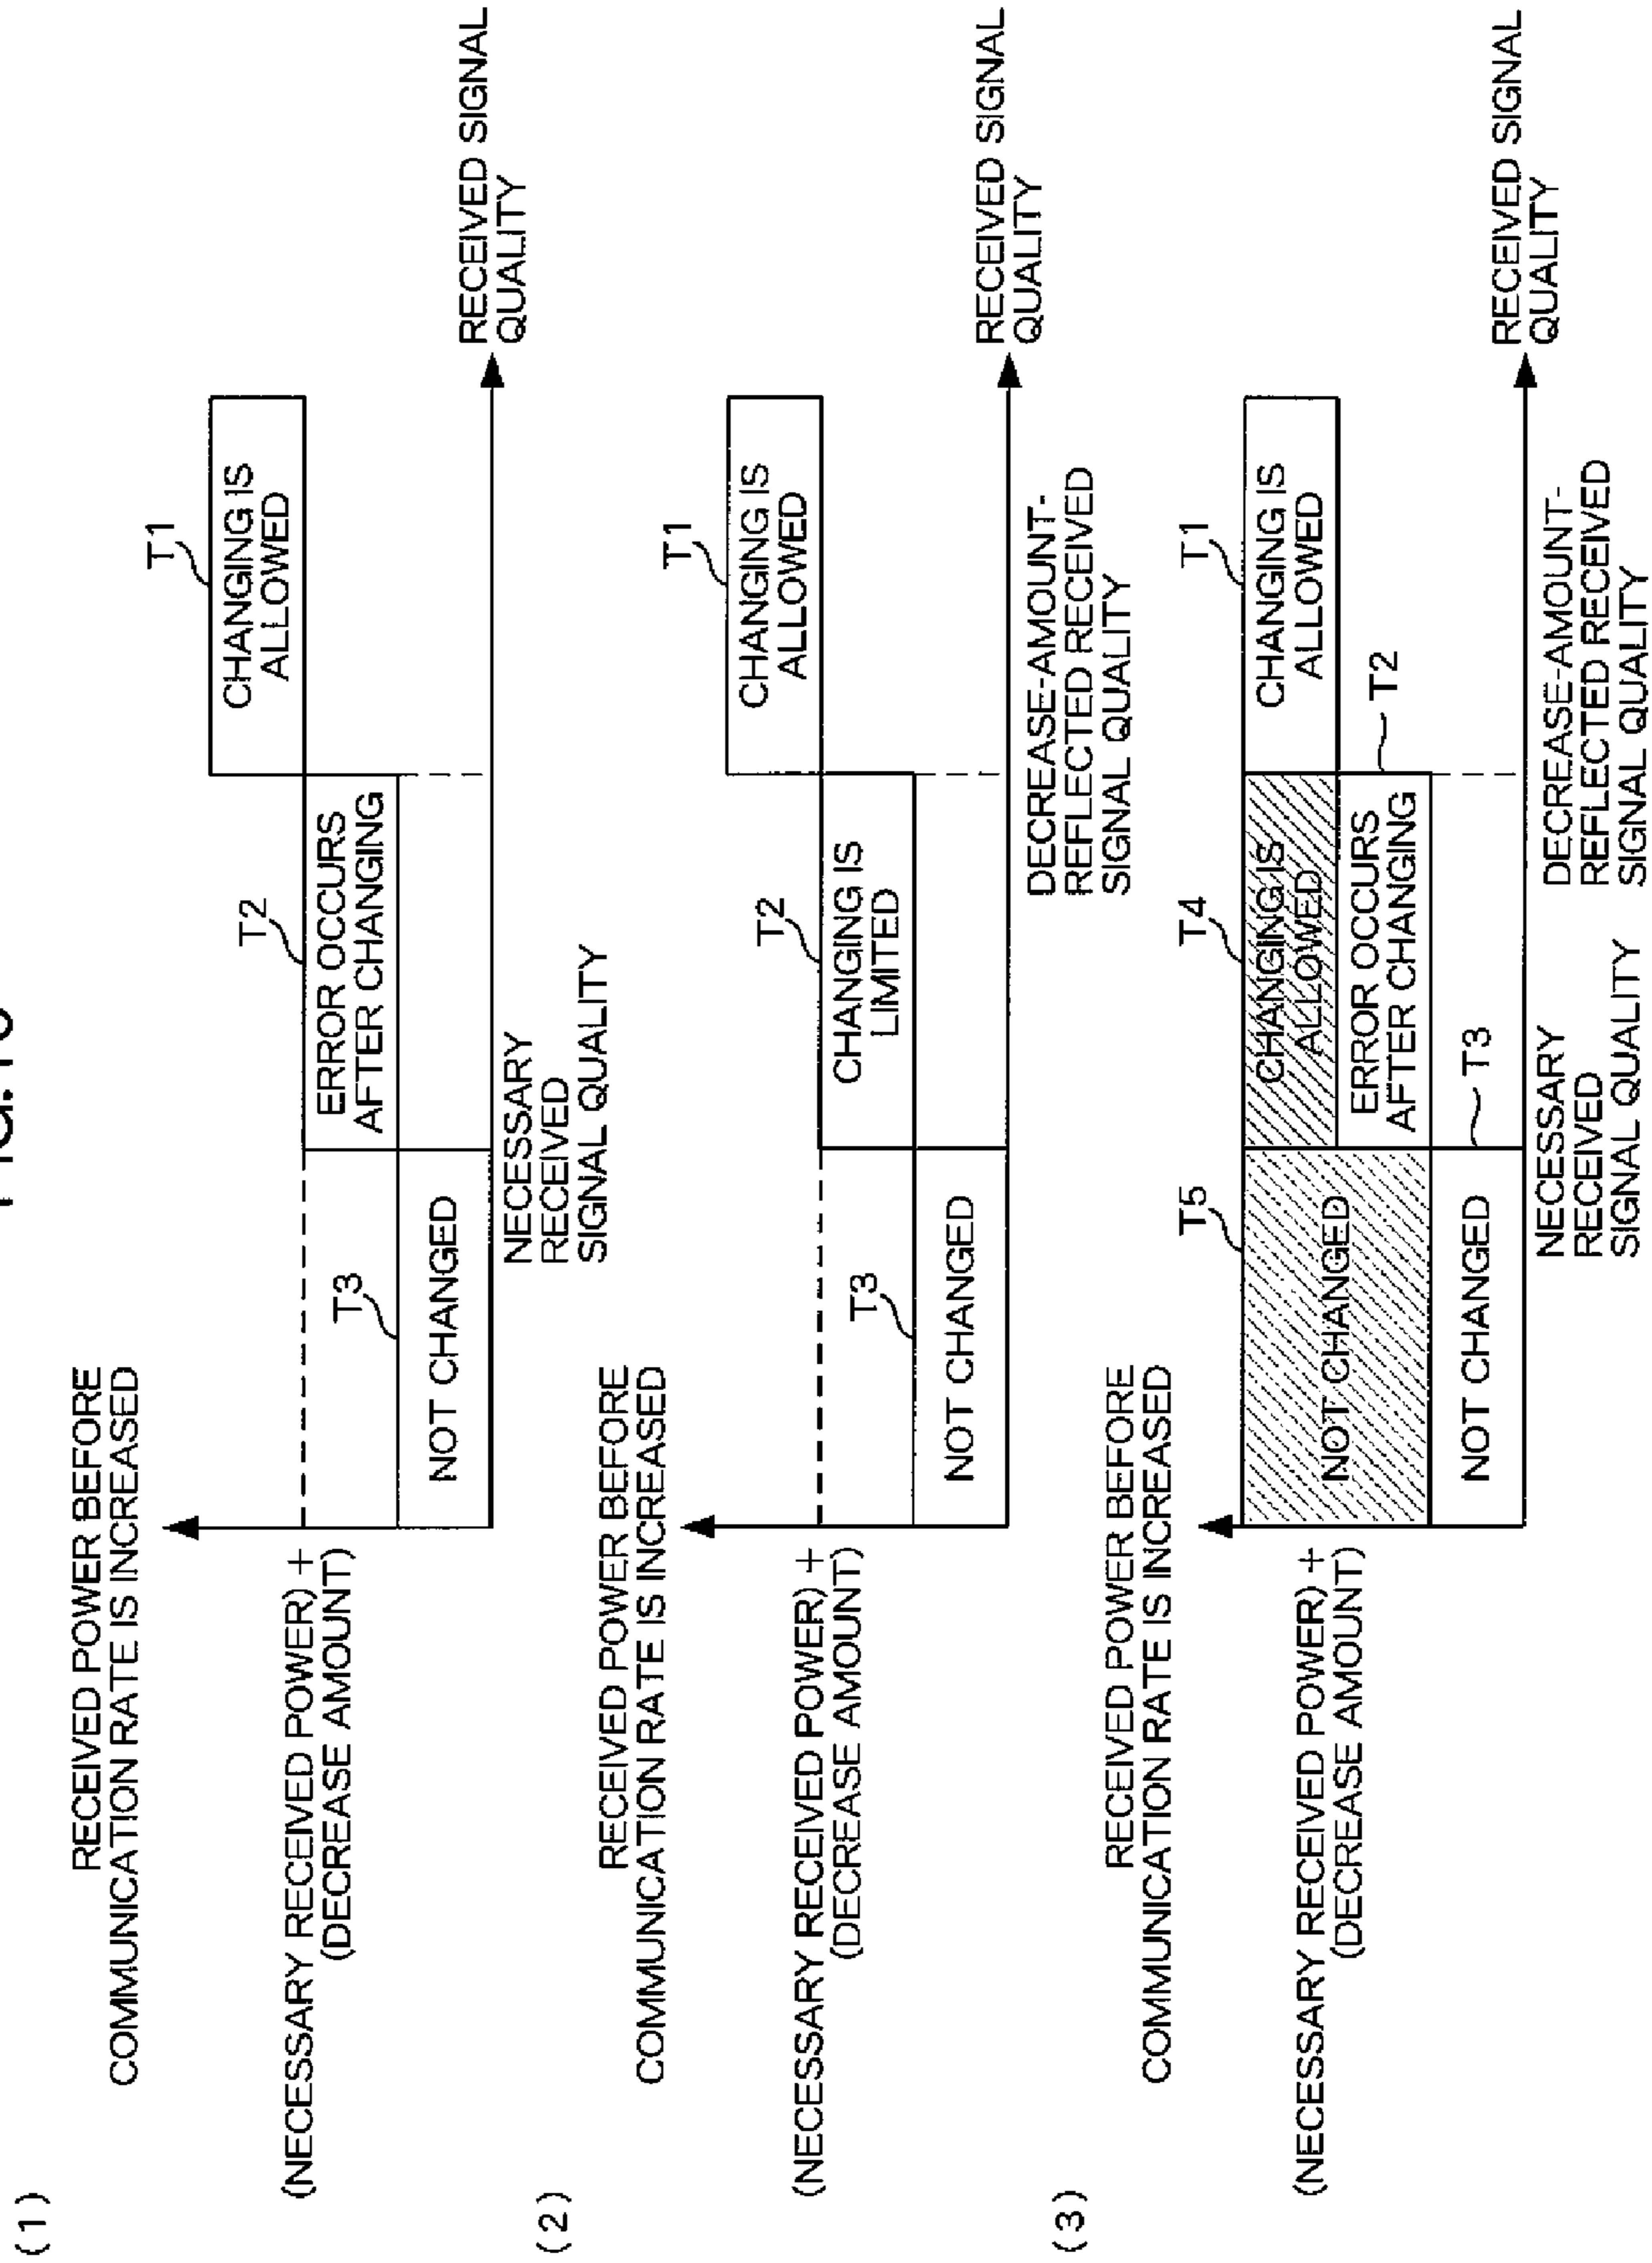 (1)
RECEIVED POWER BEFORE
COMMUNICATION RATE IS INCREASED
(NECESSARY RECEIVED POWER) +
(DECREASE AMOUNT)
T1
CHANGING IS
ALLOWED
T2
ERROR OCCURS
AFTER CHANGING
T3
NOT CHANGED
NECESSARY
RECEIVED
SIGNAL QUALITY
RECEIVED SIGNAL
QUALITY
(2)
RECEIVED POWER BEFORE
COMMUNICATION RATE IS INCREASED
(NECESSARY RECEIVED POWER) +
(DECREASE AMOUNT)
T1
CHANGING IS
ALLOWED
T2
CHANGING IS
LIMITED
T3
NOT CHANGED
DECREASE-AMOUNT-
REFLECTED RECEIVED
SIGNAL QUALITY
RECEIVED SIGNAL
QUALITY
(3)
RECEIVED POWER BEFORE
COMMUNICATION RATE IS INCREASED
(NECESSARY RECEIVED POWER) +
(DECREASE AMOUNT)
T5
NOT CHANGED
T4
CHANGING IS
ALLOWED
T1
CHANGING IS
ALLOWED
ERROR OCCURS
AFTER CHANGING
T2
NOT CHANGED
T3
NECESSARY
RECEIVED
SIGNAL QUALITY
DECREASE-AMOUNT-
REFLECTED RECEIVED
SIGNAL QUALITY
RECEIVED SIGNAL
QUALITY